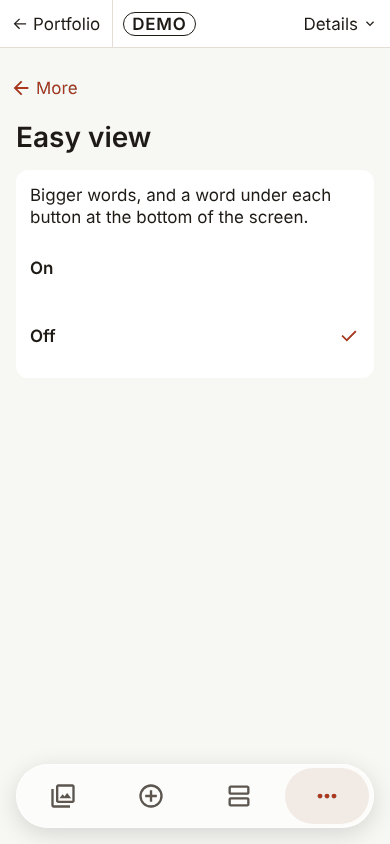 Portfolio
DEMO
Details
More
Easy view
Bigger words, and a word under each
button at the bottom of the screen.
On
Off